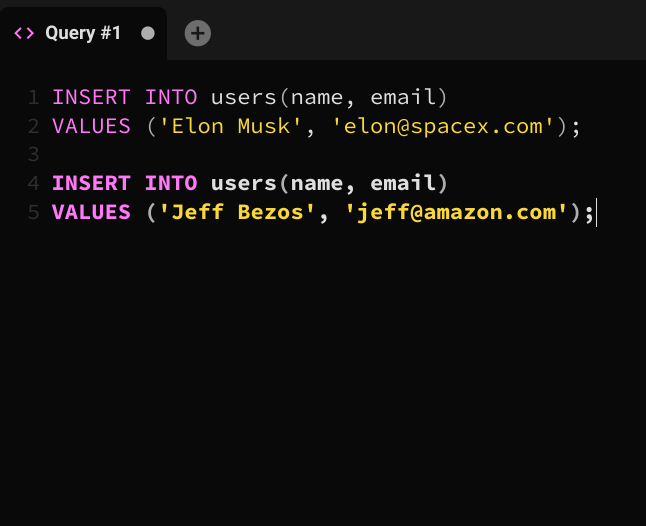 <> Query #1
1 INSERT INTO users(name, email)
2 VALUES ('Elon Musk', 'elon@spacex.com');
3
4 INSERT INTO users(name, email)
5 VALUES ('Jeff Bezos', 'jeff@amazon.com');